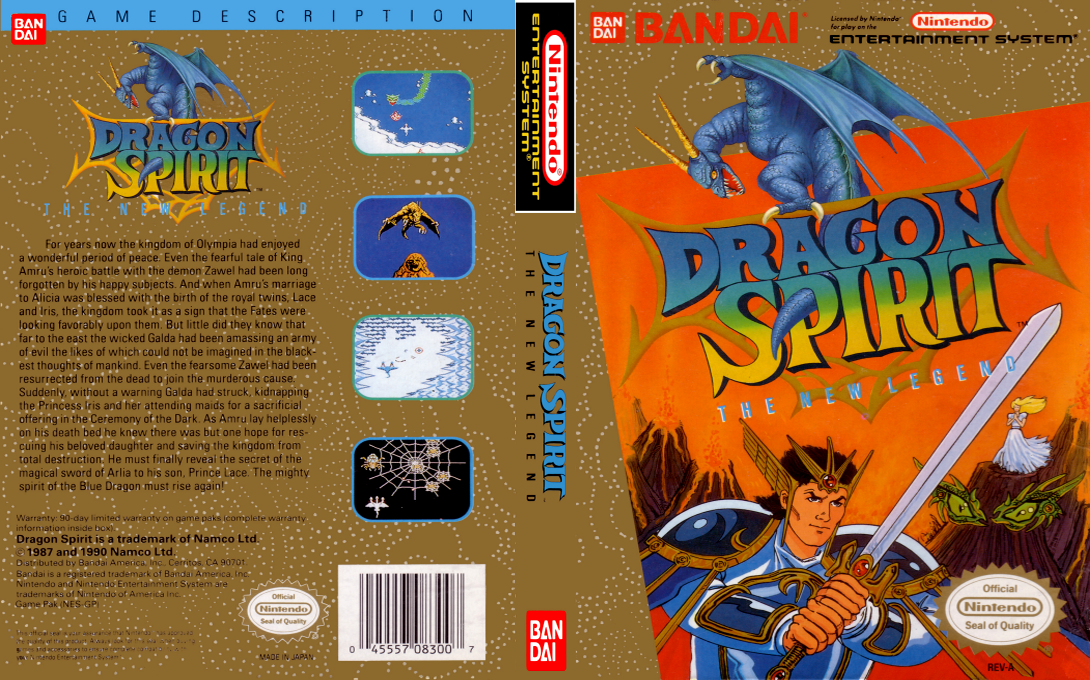 BAN
DAI
GAME DESCRIPTION
DRAGON
SPIRIT
THE NEW LEGEND
For years now the kingdom of Olympia had enjoyed
a wonderful period of peace. Even the fearful tale of King
Amru's heroic battle with the demon Zawel had been long
forgotten by his happy subjects. And when Amru's marriage
to Alicia was blessed with the birth of the royal twins, Lace
and Iris, the kingdom took it as a sign that the Fates were
looking favorably upon them. But little did they know that
far to the east the wicked Galda had been amassing an army
of evil the likes of which could not be imagined in the black-
est thoughts of mankind. Even the fearsome Zawel had been
resurrected from the dead to join the murderous cause.
Suddenly, without a warning Galda had struck, kidnapping
the Princess Iris and her attending maids for a sacrificial
offering in the Ceremony of the Dark. As Amru lay helplessly
on his death bed he knew there was but one hope for res-
cuing his beloved daughter and saving the kingdom from
total destruction. He must finally reveal the secret of the
magical sword of Arlia to his son, Prince Lace. The mighty
spirit of the Blue Dragon must rise again!
Warranty: 90-day limited warranty on game paks (complete warranty
information inside box).
Dragon Spirit is a trademark of Namco Ltd.
© 1987 and 1990 Namco Ltd.
Distributed by Bandai America, Inc., Cerritos, CA 90701
Bandai is a registered trademark of Bandai America, Inc.
Nintendo and Nintendo Entertainment System are
trademarks of Nintendo of America Inc.
Game Pak (NES-GP)
Official
Nintendo
Seal of Quality
MADE IN JAPAN
0 45557 08300 7
Nintendo®
ENTERTAINMENT
SYSTEM®
DRAGON SPIRIT
THE NEW LEGEND
BAN
DAI
BAN
DAI
BANDAI®
Licensed by Nintendo®
for play on the
Nintendo
ENTERTAINMENT SYSTEM®
DRAGON
SPIRIT™
THE NEW LEGEND
Official
Nintendo
Seal of Quality
REV-A